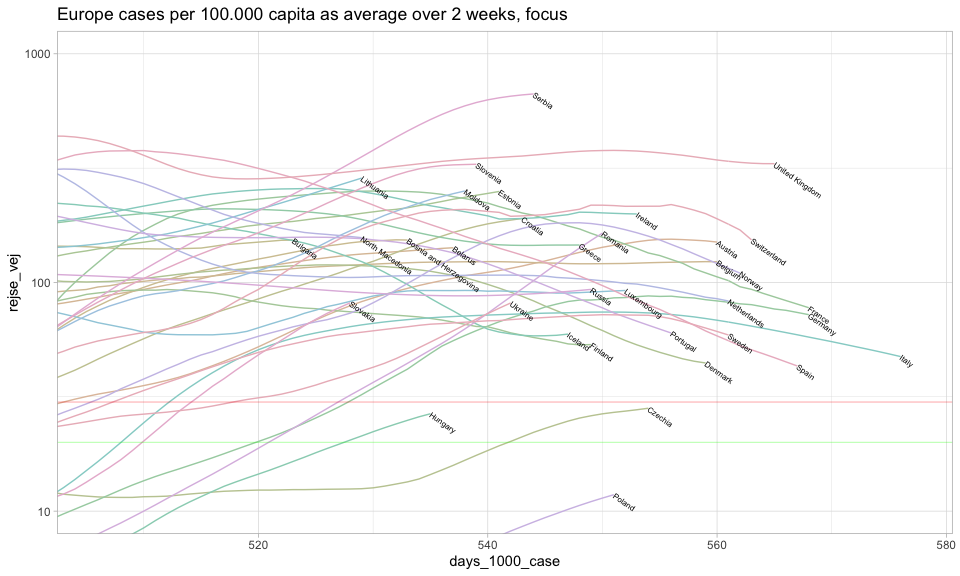 Europe cases per 100.000 capita as average over 2 weeks, focus
1000
Serbia
United Kingdom
Slovenia
Lithuania
Moldova
Estonia
Ireland
Croatia
Romania
Bulgaria
North Macedonia
Bosnia and Herzegovina
Belarus
Greece
Austria
Switzerland
100
Belgium
Norway
Slovakia
Ukraine
Russia
Luxembourg
Netherlands
France
Germany
Iceland
Finland
Portugal
Sweden
Italy
Denmark
Spain
Hungary
Czechia
Poland
10
rejse_vej
520
540
560
580
days_1000_case